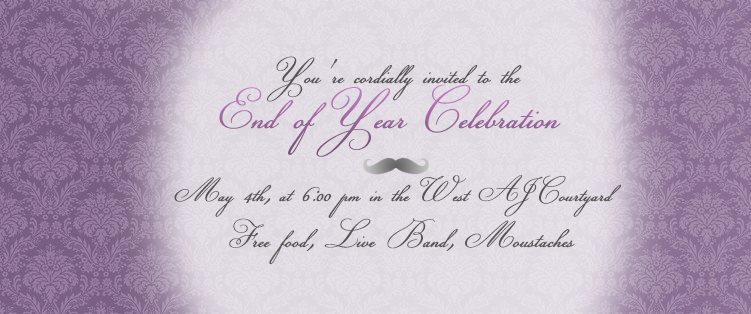 You're cordially invited to the
End of Year Celebration
May 4th, at 6:00 pm in the West AJ Courtyard
Free food, Live Band, Moustaches